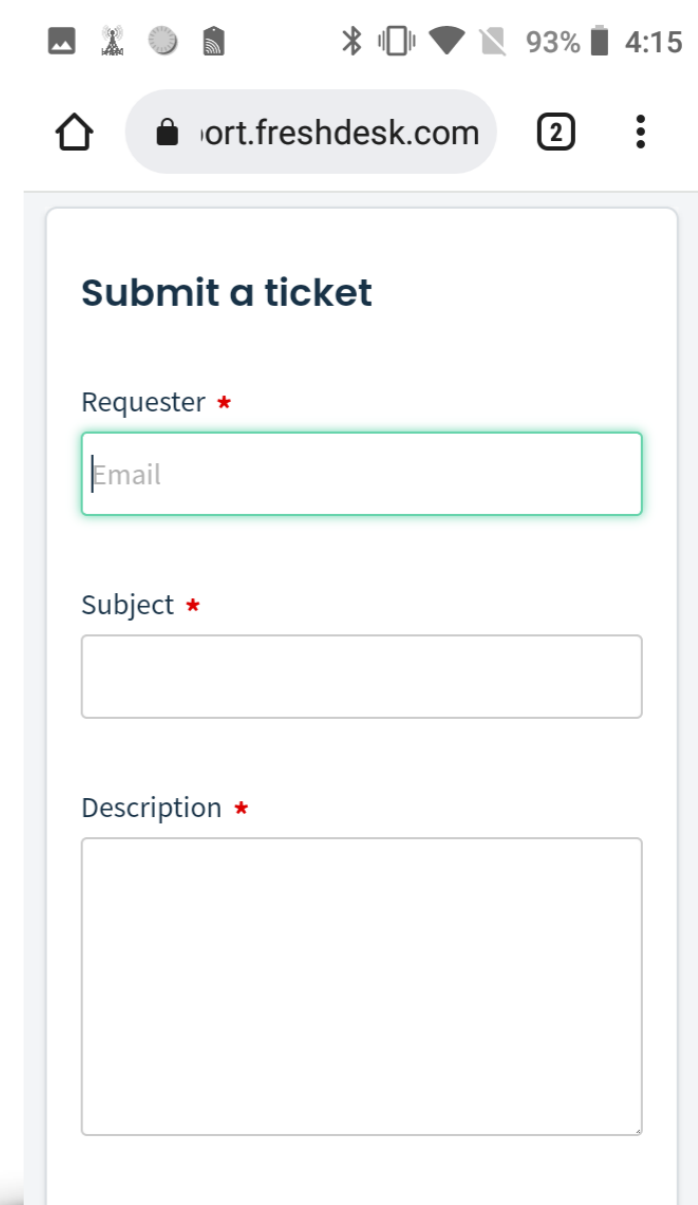 93% 4:15
ort.freshdesk.com 2
Submit a ticket
Requester *
Email
Subject *
Description *